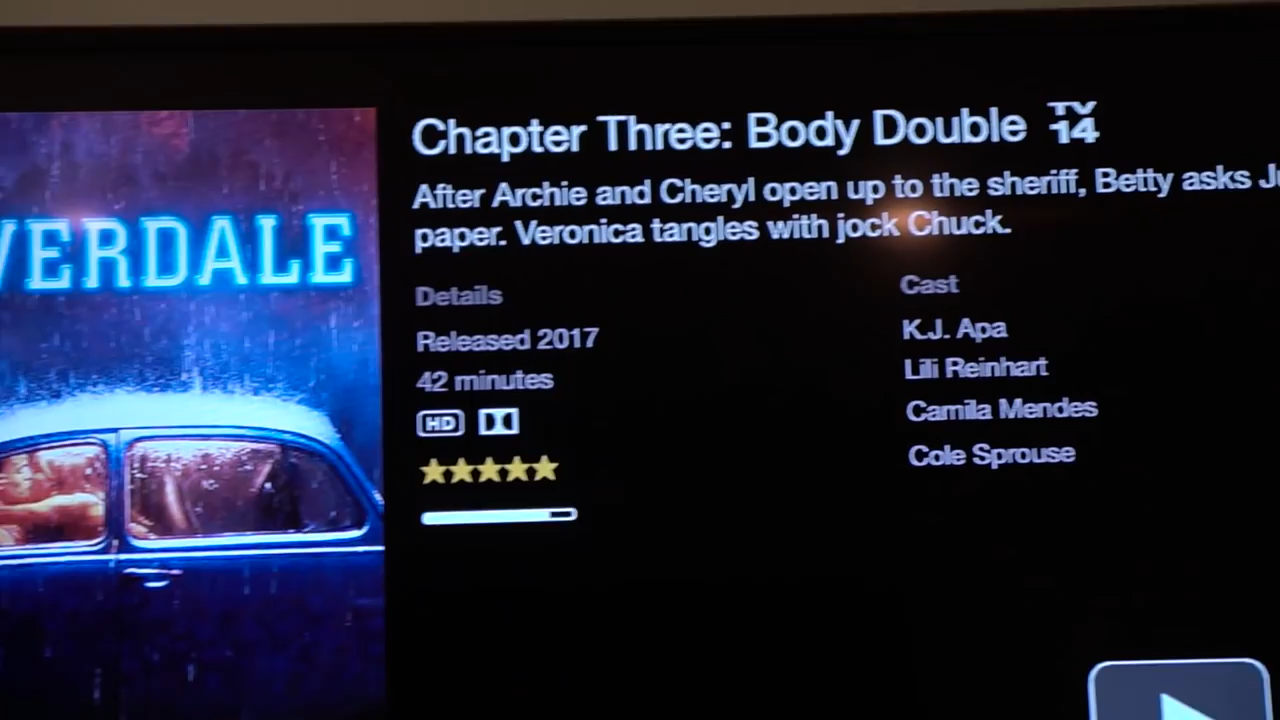 Chapter Three: Body Double TV 14
After Archie and Cheryl open up to the sheriff, Betty asks
paper. Veronica tangles with jock Chuck.
VERDALE
Details
Cast
Released 2017
K.J. Apa
42 minutes
Lili Reinhart
HD
Camila Mendes
Cole Sprouse